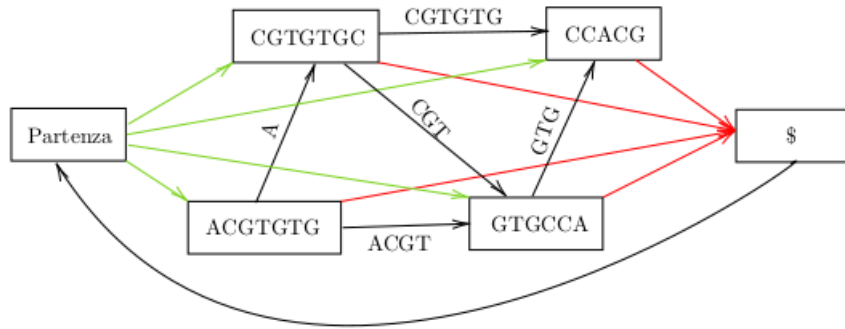 CGTGTG
CGTGTGC
CCACG
A
CGT
GTG
Partenza
$
ACGTGTG
ACGT
GTGCCA